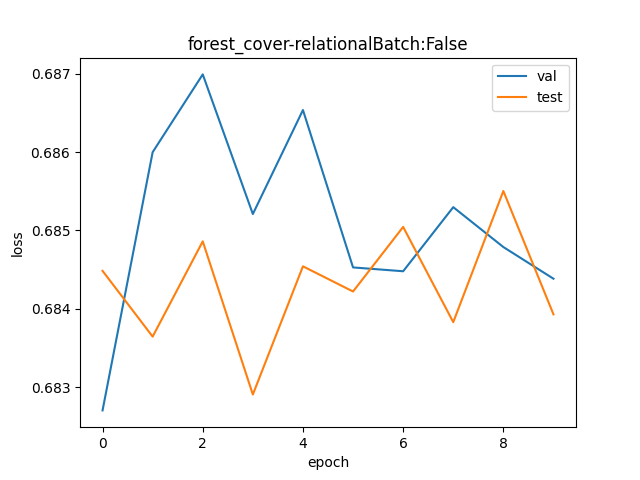 forest_cover-relationalBatch:False
val
test
loss
0.687
0.686
0.685
0.684
0.683
0 2 4 6 8
epoch